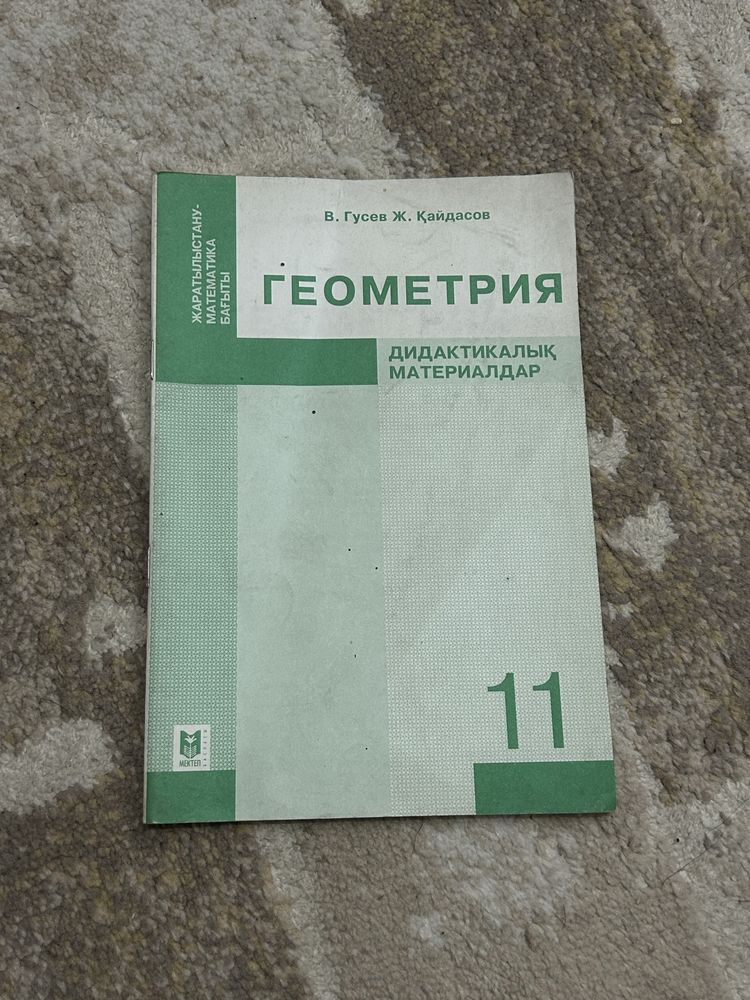 В. Гусев Ж. Қайдасов
ЖАРАТЫЛЫСТАНУ-
МАТЕМАТИКА
БАҒЫТЫ
ГЕОМЕТРИЯ
ДИДАКТИКАЛЫҚ
МАТЕРИАЛДАР
11
МЕКТЕП